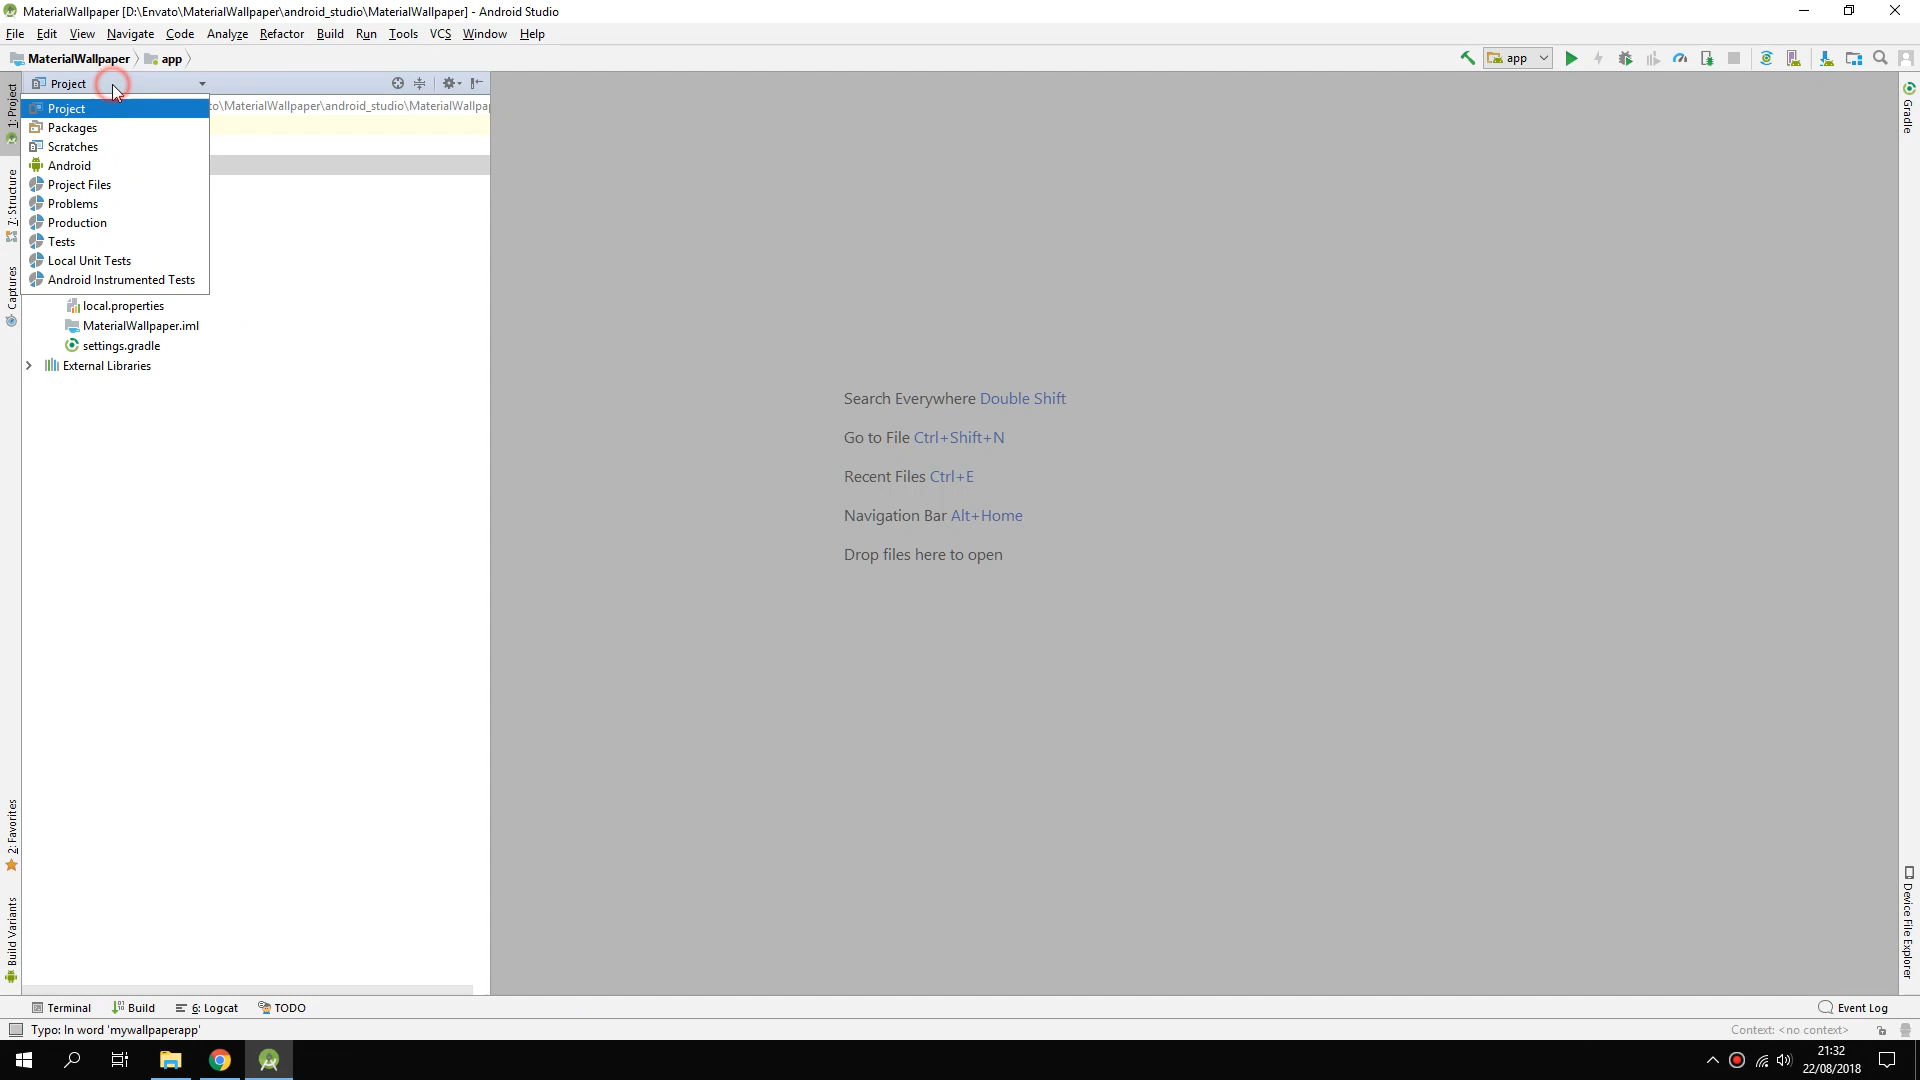 MaterialWallpaper [D:\Envato\MaterialWallpaper\android_studio\MaterialWallpaper] - Android Studio
File Edit View Navigate Code Analyze Refactor Build Run Tools VCS Window Help
MaterialWallpaper app
app
Project
Project
to\MaterialWallpaper\android_studio\MaterialWallpa
Packages
Scratches
Android
Project Files
Problems
Production
Tests
Local Unit Tests
Android Instrumented Tests
local.properties
MaterialWallpaper.iml
settings.gradle
External Libraries
1: Project
7: Structure
Captures
2: Favorites
Build Variants
Search Everywhere Double Shift
Go to File Ctrl+Shift+N
Recent Files Ctrl+E
Navigation Bar Alt+Home
Drop files here to open
Gradle
Device File Explorer
Terminal Build 6: Logcat TODO
Event Log
Typo: In word 'mywallpaperapp'
Context: <no context>
21:32
22/08/2018